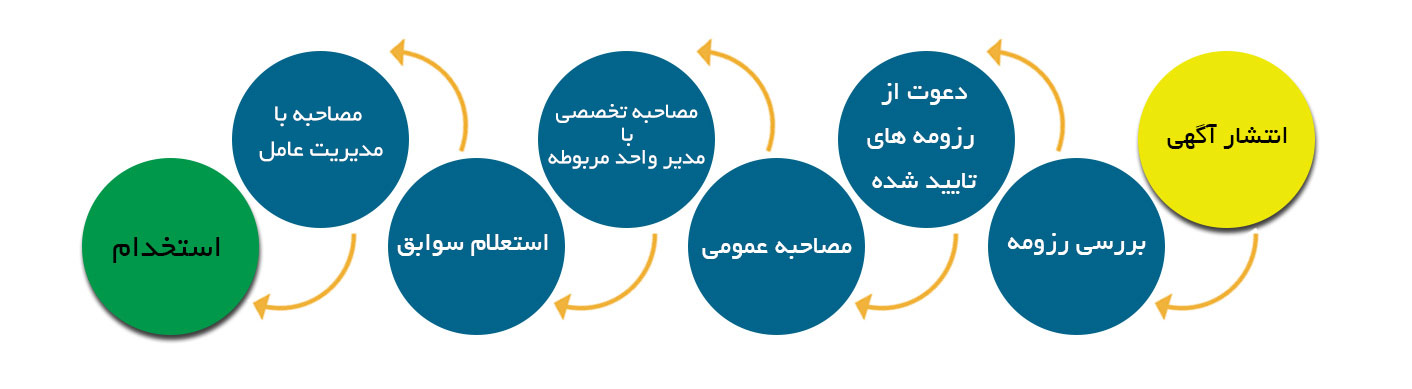 انتشار آگهی
بررسی رزومه
دعوت از
رزومه های
تایید شده
مصاحبه عمومی
مصاحبه تخصصی
با
مدیر واحد مربوطه
استعلام سوابق
مصاحبه با
مدیریت عامل
استخدام